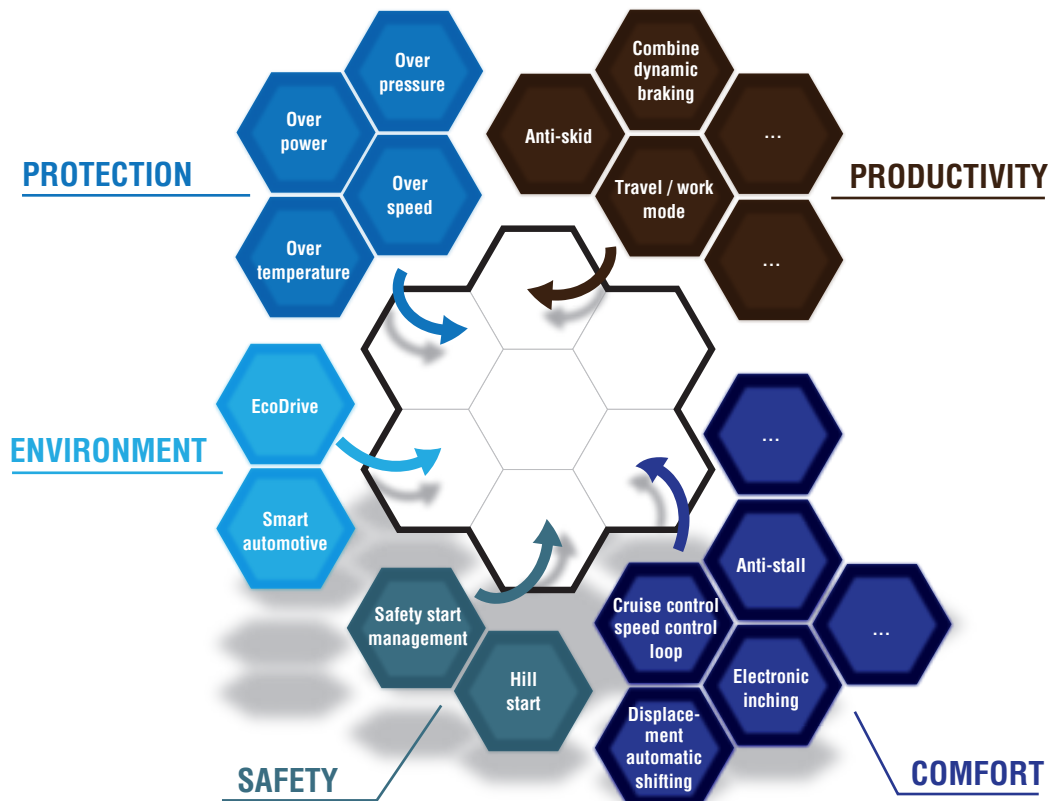 PROTECTION
Over
pressure
Over
power
Over
speed
Over
temperature
PRODUCTIVITY
Combine
dynamic
braking
Anti-skid
...
Travel / work
mode
...
ENVIRONMENT
EcoDrive
Smart
automotive
SAFETY
Safety start
management
Hill
start
COMFORT
...
Anti-stall
Cruise control
speed control
loop
...
Electronic
inching
Displace-
ment
automatic
shifting